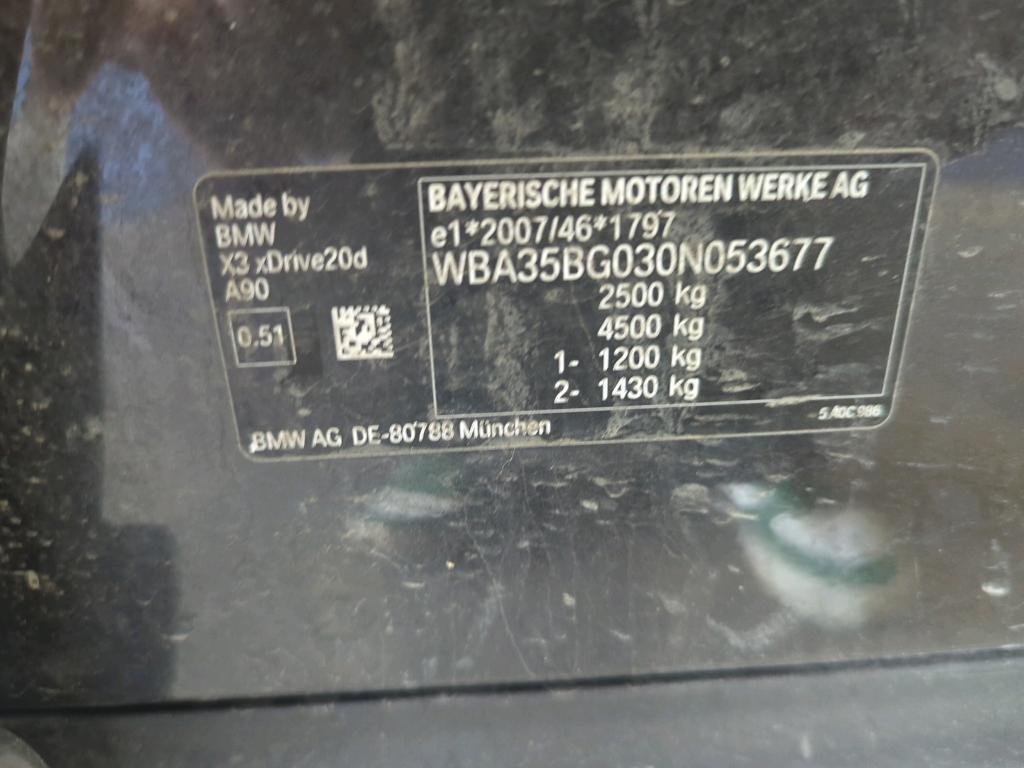 Made by
BMW
X3 xDrive20d
A90
0.51
BAYERISCHE MOTOREN WERKE AG
e1*2007/46*1797
WBA35BG030N053677
2500 kg
4500 kg
1- 1200 kg
2- 1430 kg
5A0C986
BMW AG DE-80788 München